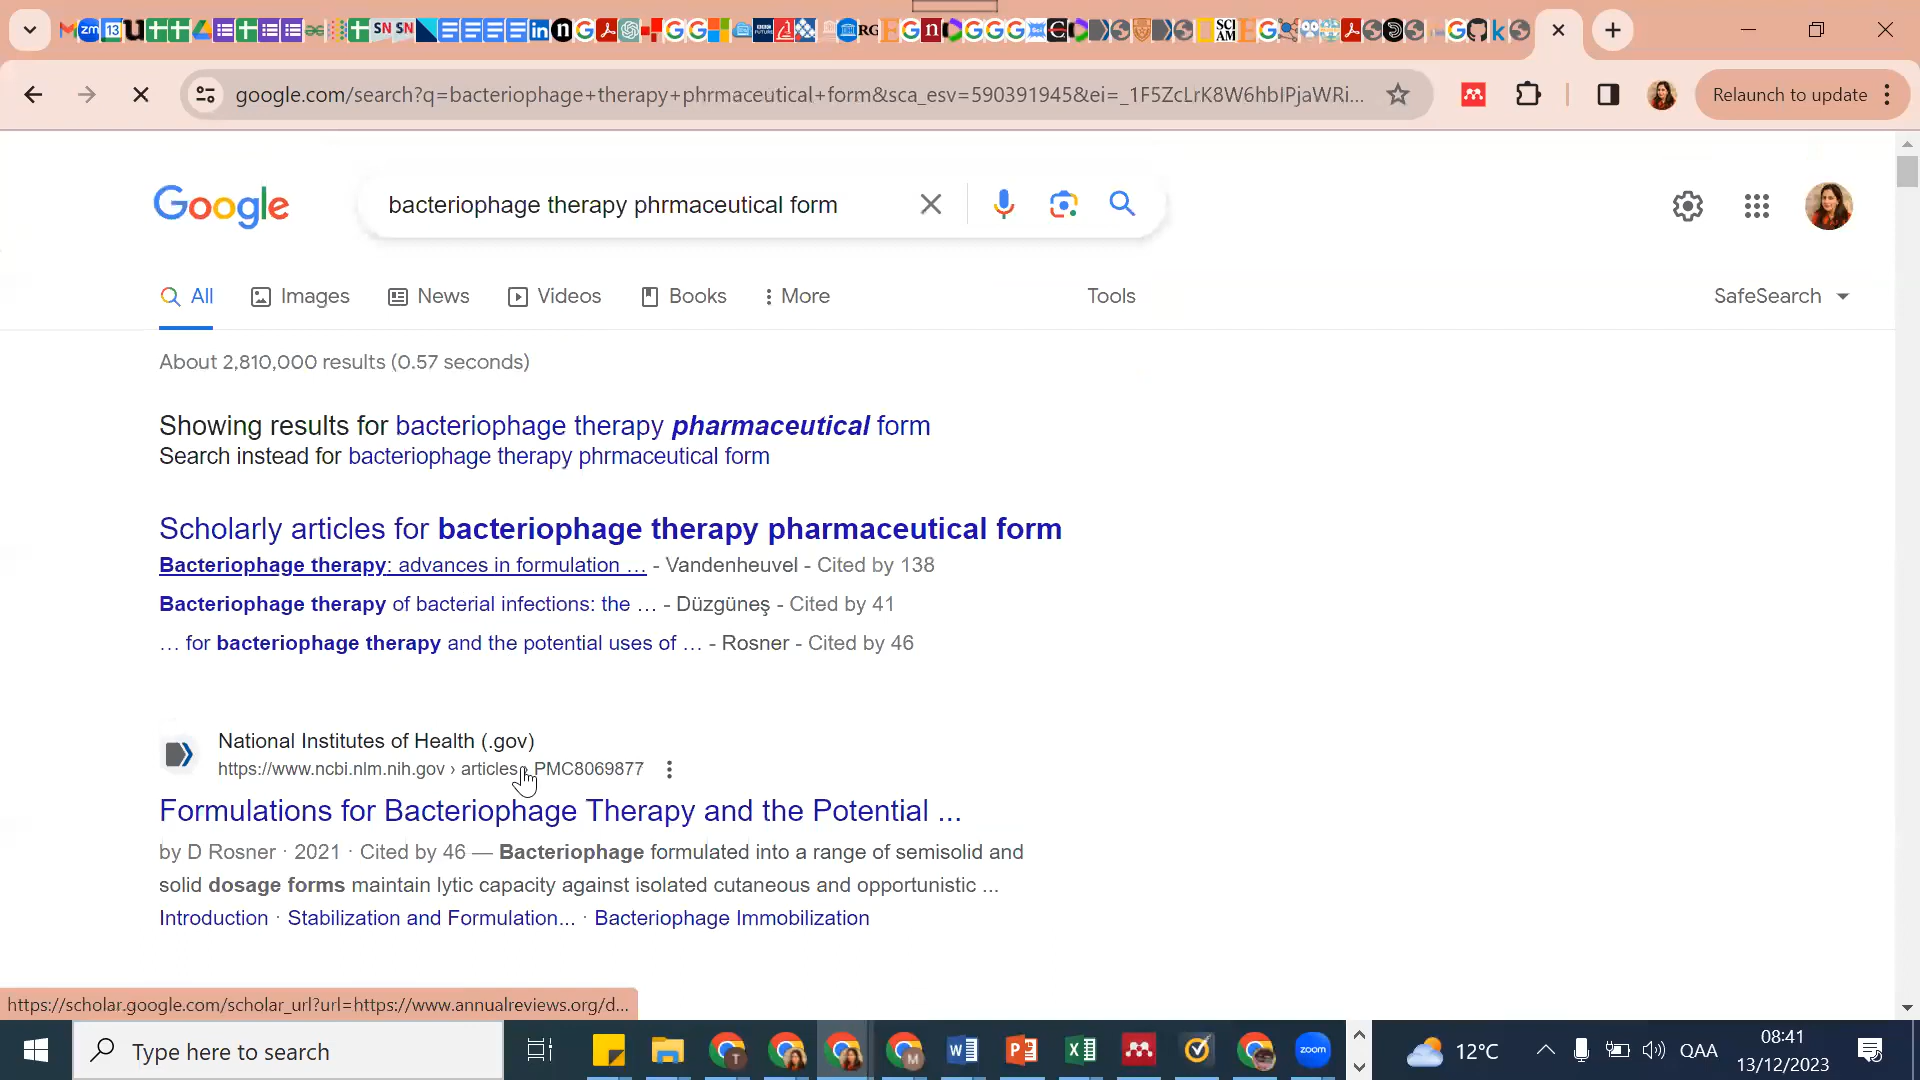 google.com/search?q=bacteriophage+therapy+phrmaceutical+form&sca_esv=590391945&ei=_1F5ZcLrK8W6hbIPjaWRi...
Relaunch to update
Google
bacteriophage therapy phrmaceutical form
All
Images
News
Videos
Books
More
Tools
SafeSearch
About 2,810,000 results (0.57 seconds)
Showing results for bacteriophage therapy pharmaceutical form
Search instead for bacteriophage therapy phrmaceutical form
Scholarly articles for bacteriophage therapy pharmaceutical form
Bacteriophage therapy: advances in formulation … - Vandenheuvel - Cited by 138
Bacteriophage therapy of bacterial infections: the … - Düzgüneş - Cited by 41
… for bacteriophage therapy and the potential uses of … - Rosner - Cited by 46
National Institutes of Health (.gov)
https://www.ncbi.nlm.nih.gov › articles › PMC8069877
Formulations for Bacteriophage Therapy and the Potential ...
by D Rosner · 2021 · Cited by 46 — Bacteriophage formulated into a range of semisolid and
solid dosage forms maintain lytic capacity against isolated cutaneous and opportunistic ...
Introduction · Stabilization and Formulation... · Bacteriophage Immobilization
https://scholar.google.com/scholar_url?url=https://www.annualreviews.org/d...
Type here to search
zoom
12°C
QAA
08:41
13/12/2023